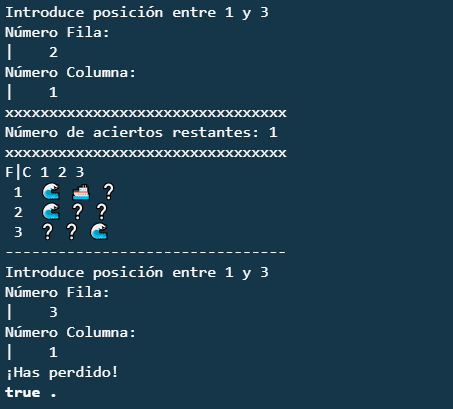 Introduce posición entre 1 y 3
Número Fila:
|    2
Número Columna:
|    1
xxxxxxxxxxxxxxxxxxxxxxxxxxxxxxxx
Número de aciertos restantes: 1
xxxxxxxxxxxxxxxxxxxxxxxxxxxxxxxx
F|C 1 2 3
1 🌊 🚢 ❔
2 🌊 ❔ ❔
3 ❔ ❔ 🌊
--------------------------------
Introduce posición entre 1 y 3
Número Fila:
|    3
Número Columna:
|    1
¡Has perdido!
true .